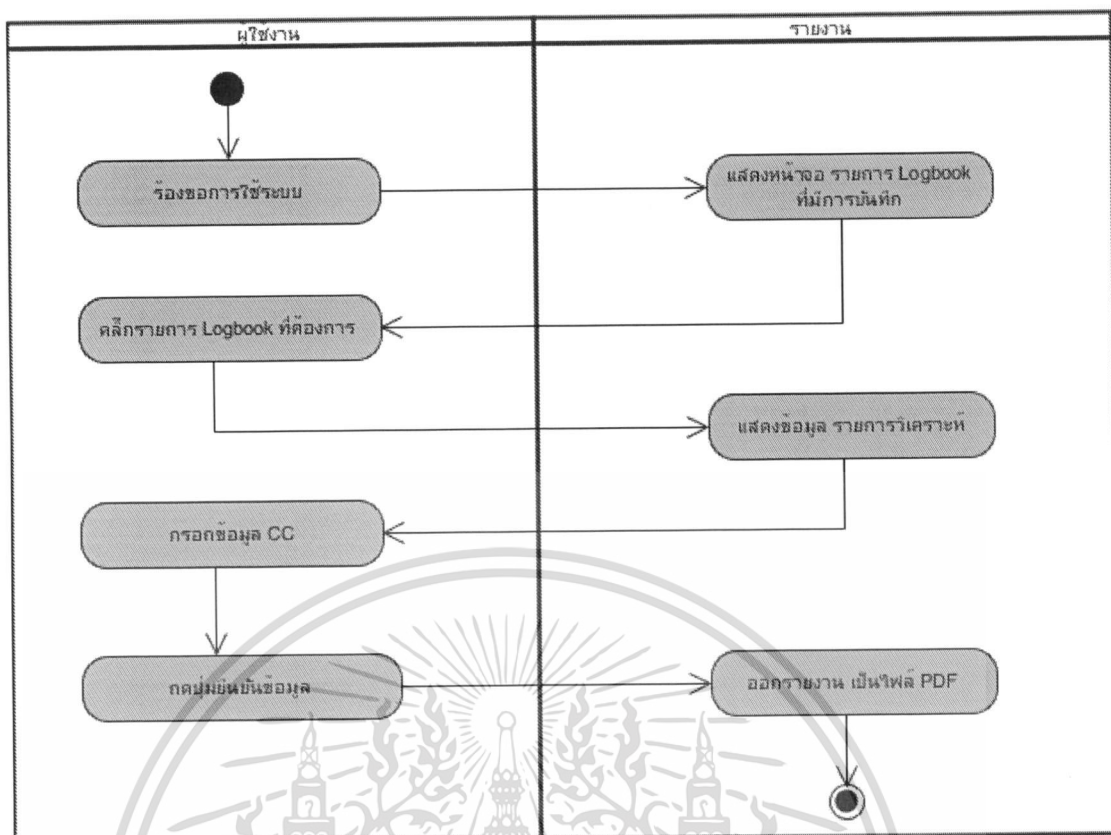 ผู้ใช้งาน
รายงาน
ร้องขอการใช้ระบบ
แสดงหน้าจอ รายการ Logbook
ที่มีการบันทึก
คลิกรายการ Logbook ที่ต้องการ
แสดงข้อมูล รายการวิเคราะห์
กรอกข้อมูล CC
กดปุ่มยืนยันข้อมูล
ออกรายงาน เป็นไฟล์ PDF